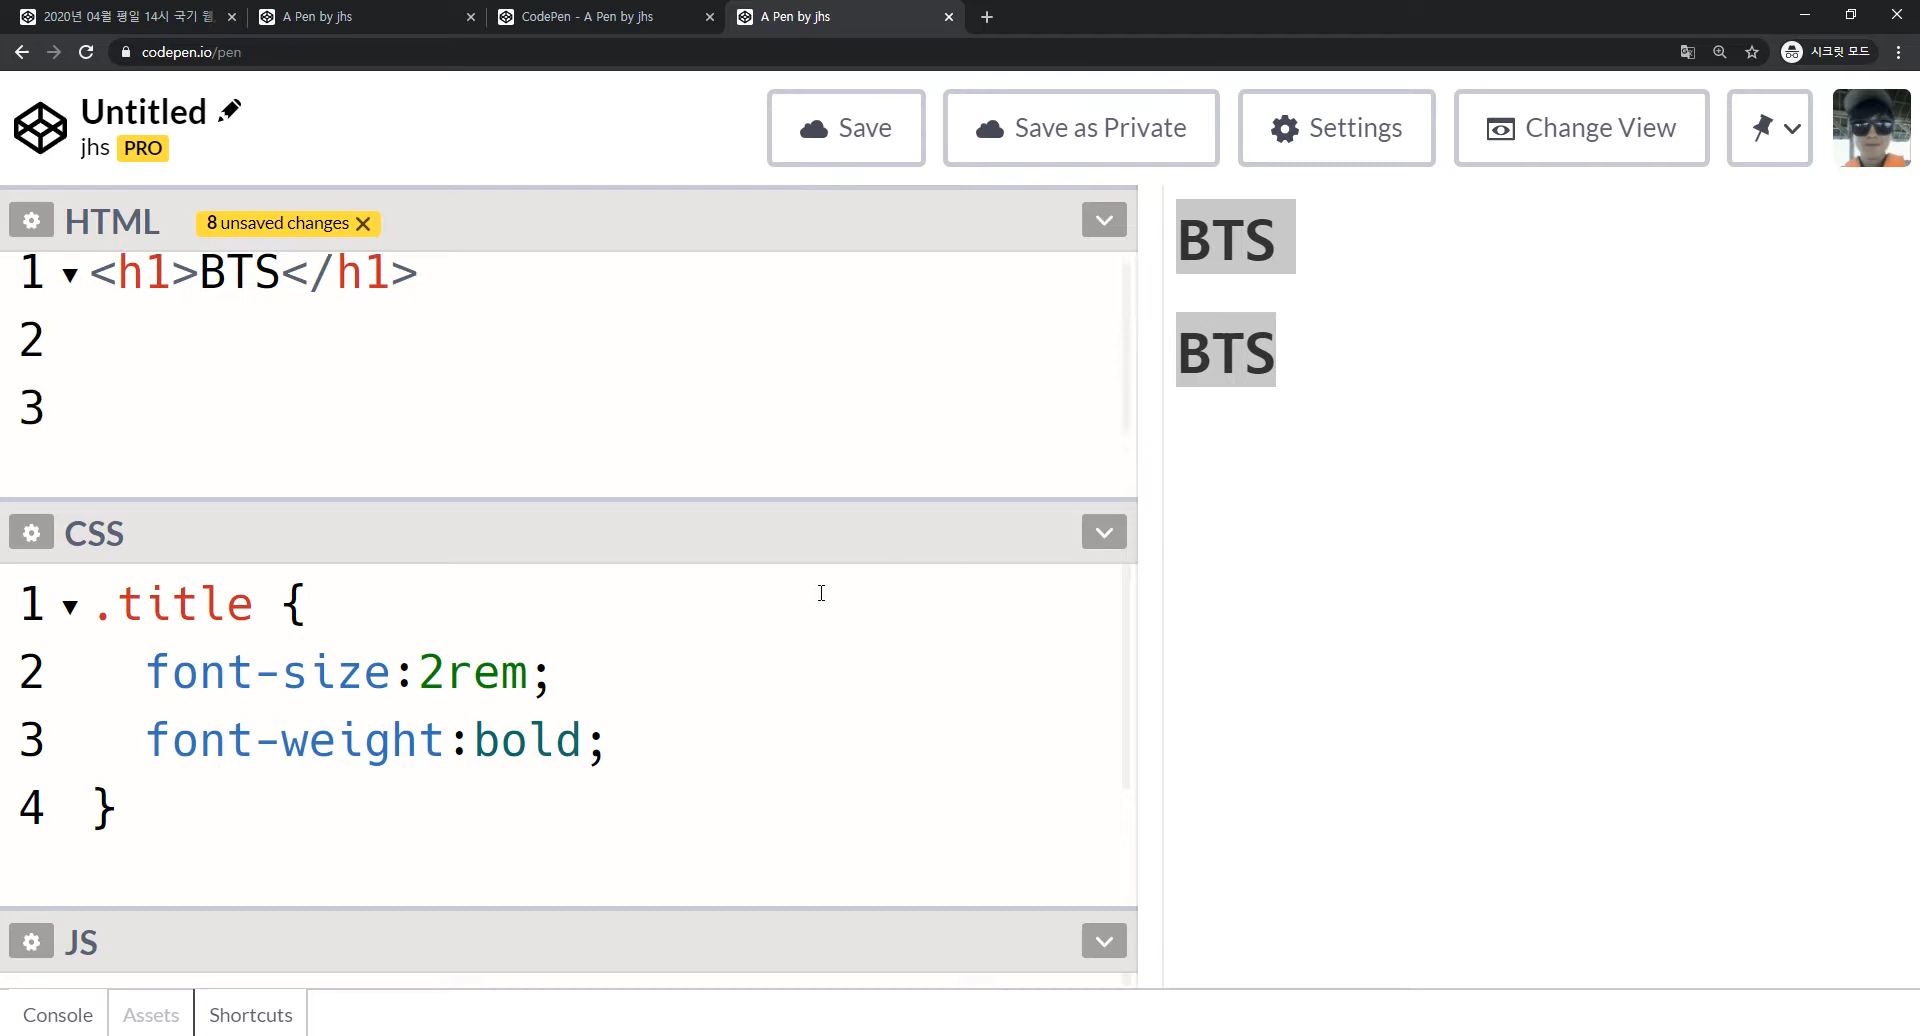 2020년 04월 평일 14시 국기 웹
A Pen by jhs
CodePen - A Pen by jhs
A Pen by jhs
codepen.io/pen
시크릿 모드
Untitled
jhs PRO
Save
Save as Private
Settings
Change View
HTML
8 unsaved changes
1 <h1>BTS</h1>
2
3
CSS
1 .title {
2 font-size:2rem;
3 font-weight:bold;
4 }
JS
BTS
BTS
Console
Assets
Shortcuts